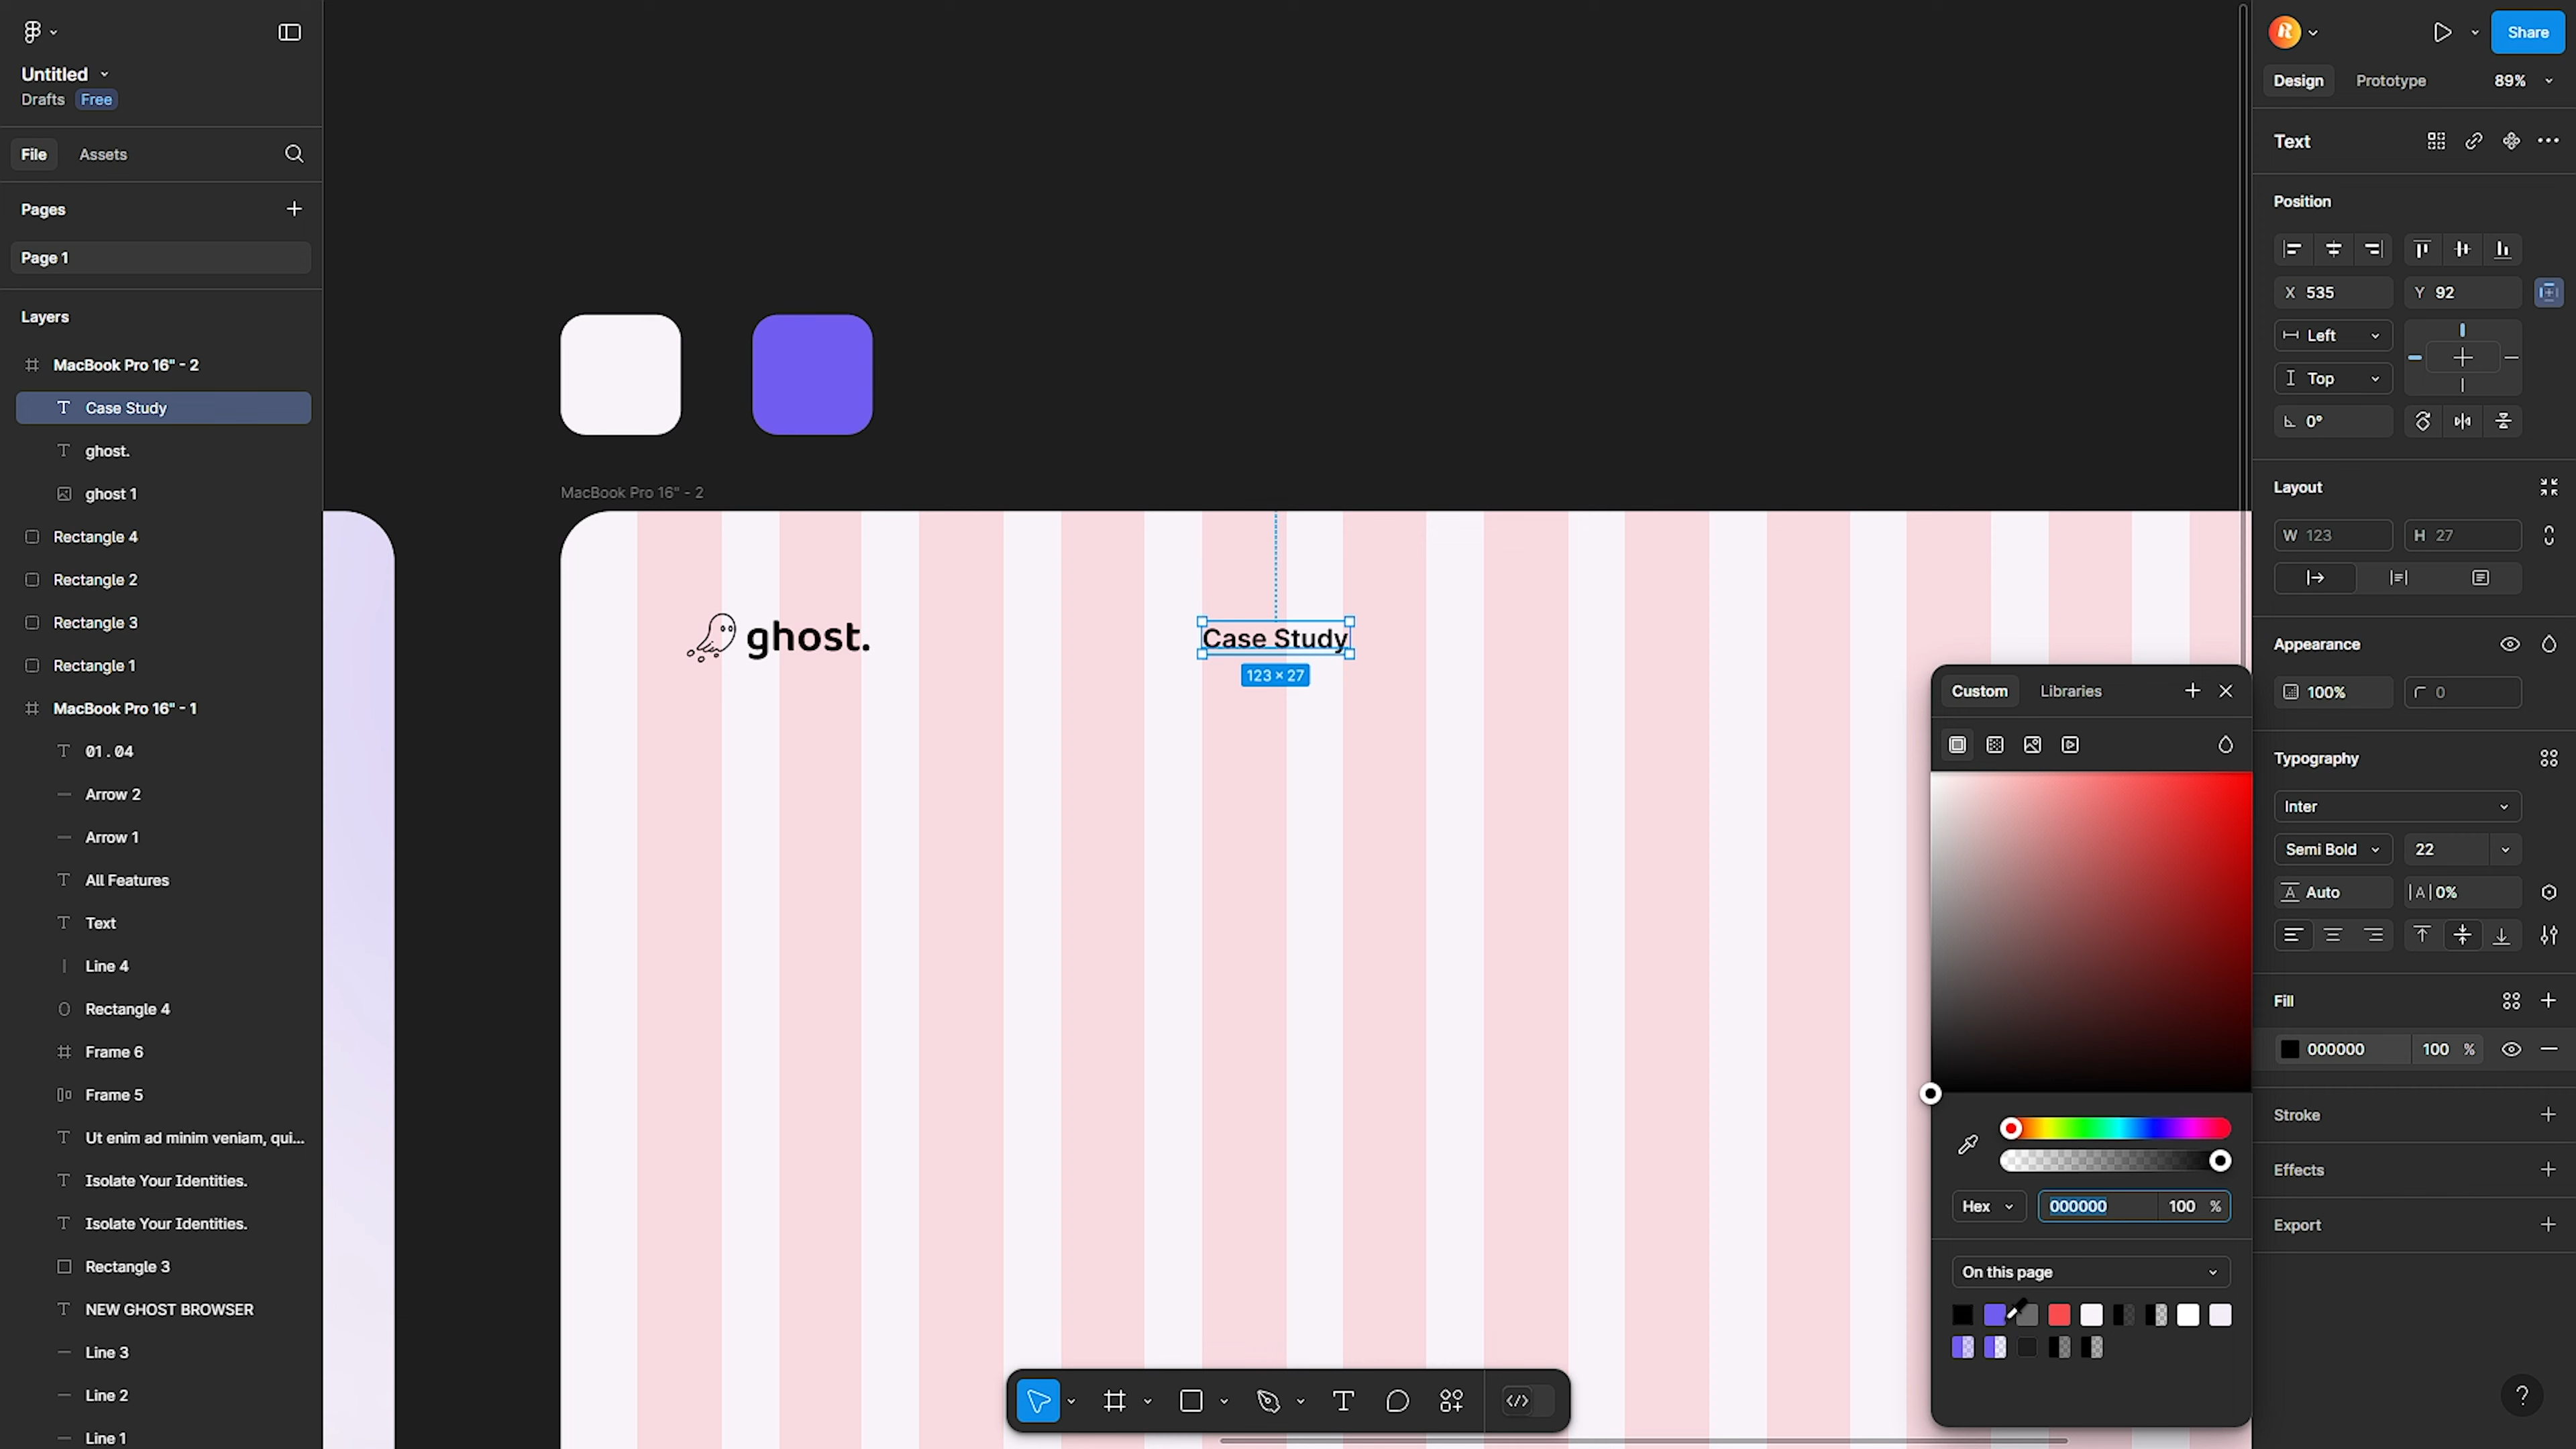 Untitled
Drafts Free
File Assets
Pages
Page 1
Layers
MacBook Pro 16" - 2
Case Study
ghost.
ghost 1
Rectangle 4
Rectangle 2
Rectangle 3
Rectangle 1
MacBook Pro 16" - 1
01 . 04
Arrow 2
Arrow 1
All Features
Text
Line 4
Rectangle 4
Frame 6
Frame 5
Ut enim ad minim veniam, qui...
Isolate Your Identities.
Isolate Your Identities.
Rectangle 3
NEW GHOST BROWSER
Line 3
Line 2
Line 1
MacBook Pro 16" - 2
ghost.
Case Study
123 × 27
Custom Libraries
Hex 000000 100 %
On this page
R
Share
Design Prototype 89%
Text
Position
X 535 Y 92
Left
Top
0°
Layout
W 123 H 27
Appearance
100% 0
Typography
Inter
Semi Bold 22
A Auto |A| 0%
Fill
000000 100 %
Stroke
Effects
Export
?